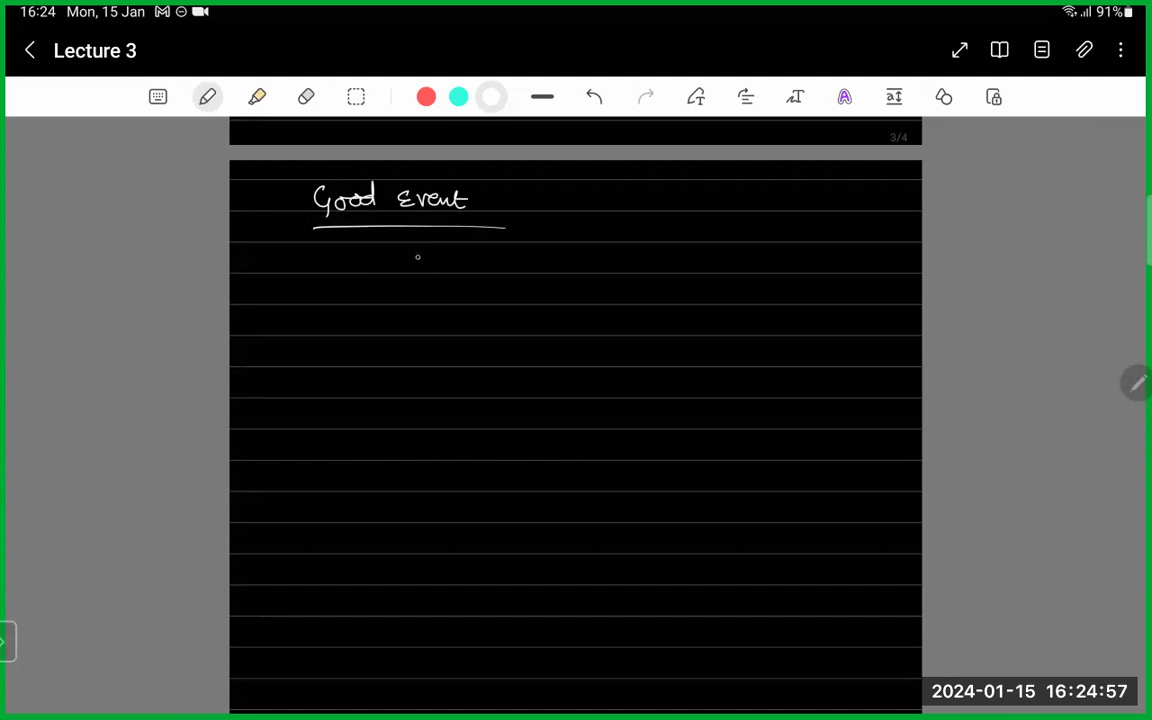 16:24 Mon, 15 Jan 91%
Lecture 3
3/4
Good Event
2024-01-15 16:24:57